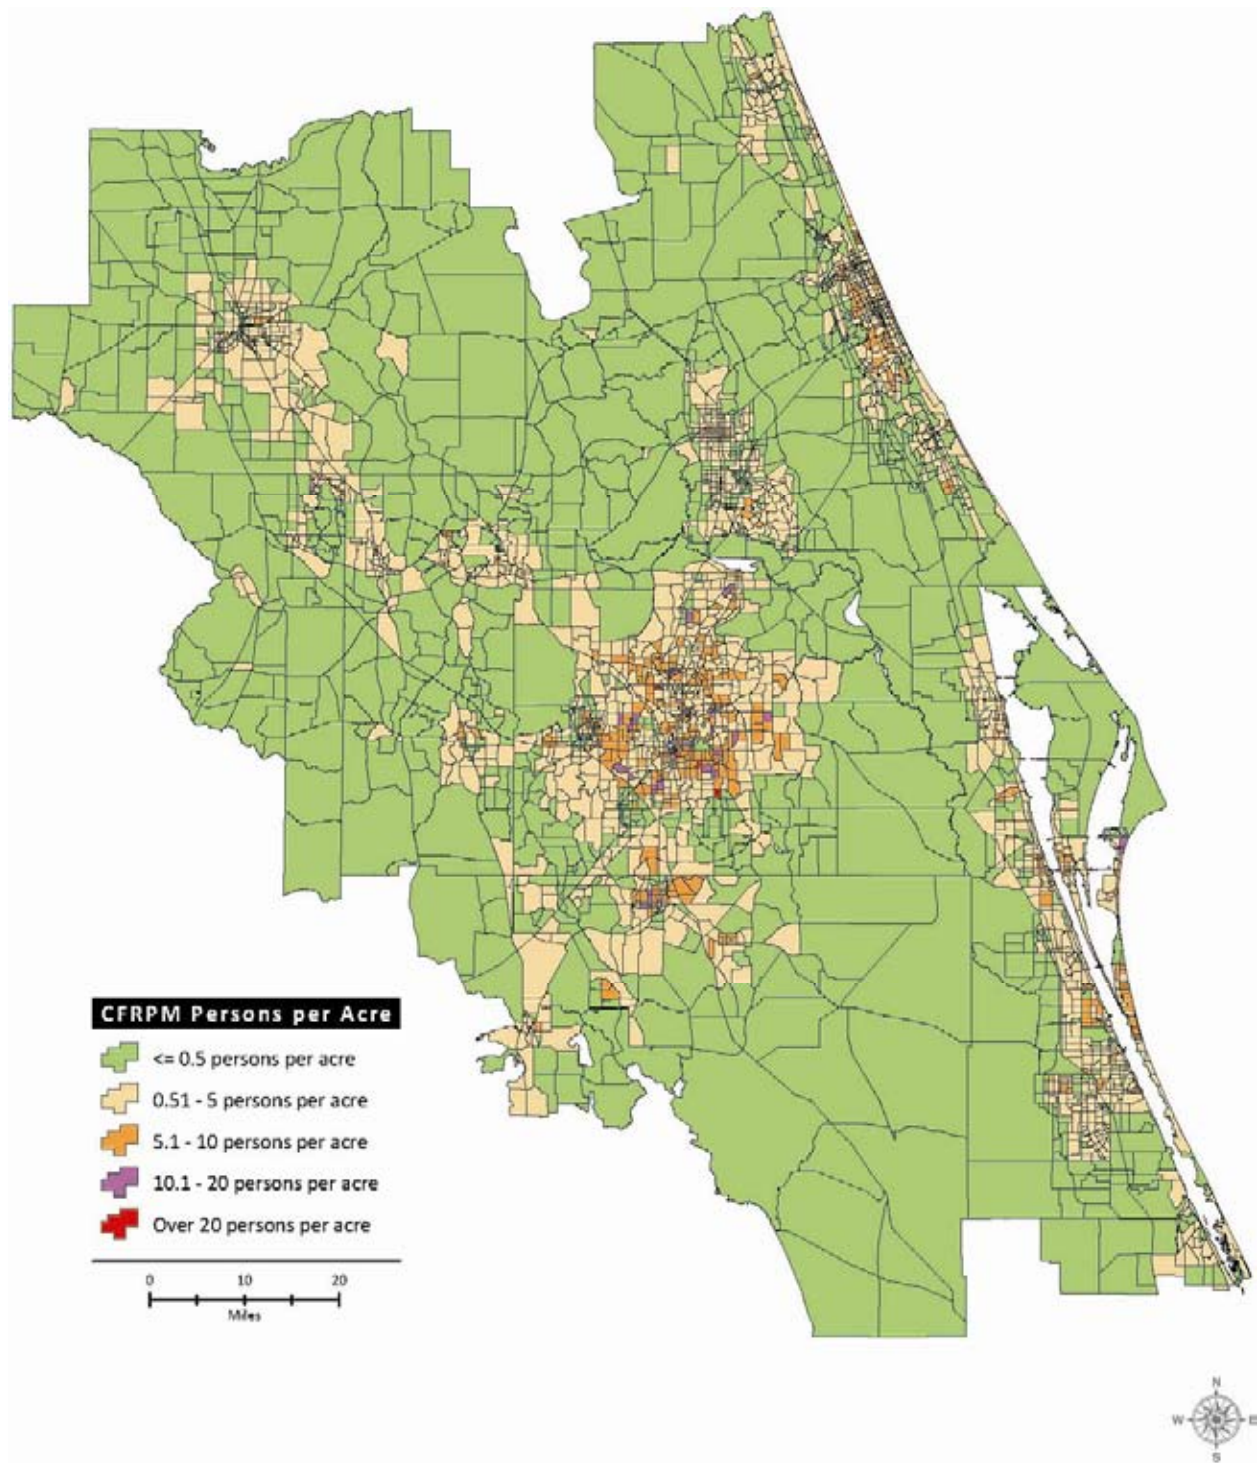 CFRPM Persons per Acre
<= 0.5 persons per acre
0.51 - 5 persons per acre
5.1 - 10 persons per acre
10.1 - 20 persons per acre
Over 20 persons per acre
0 10 20
Miles
N
W E
S